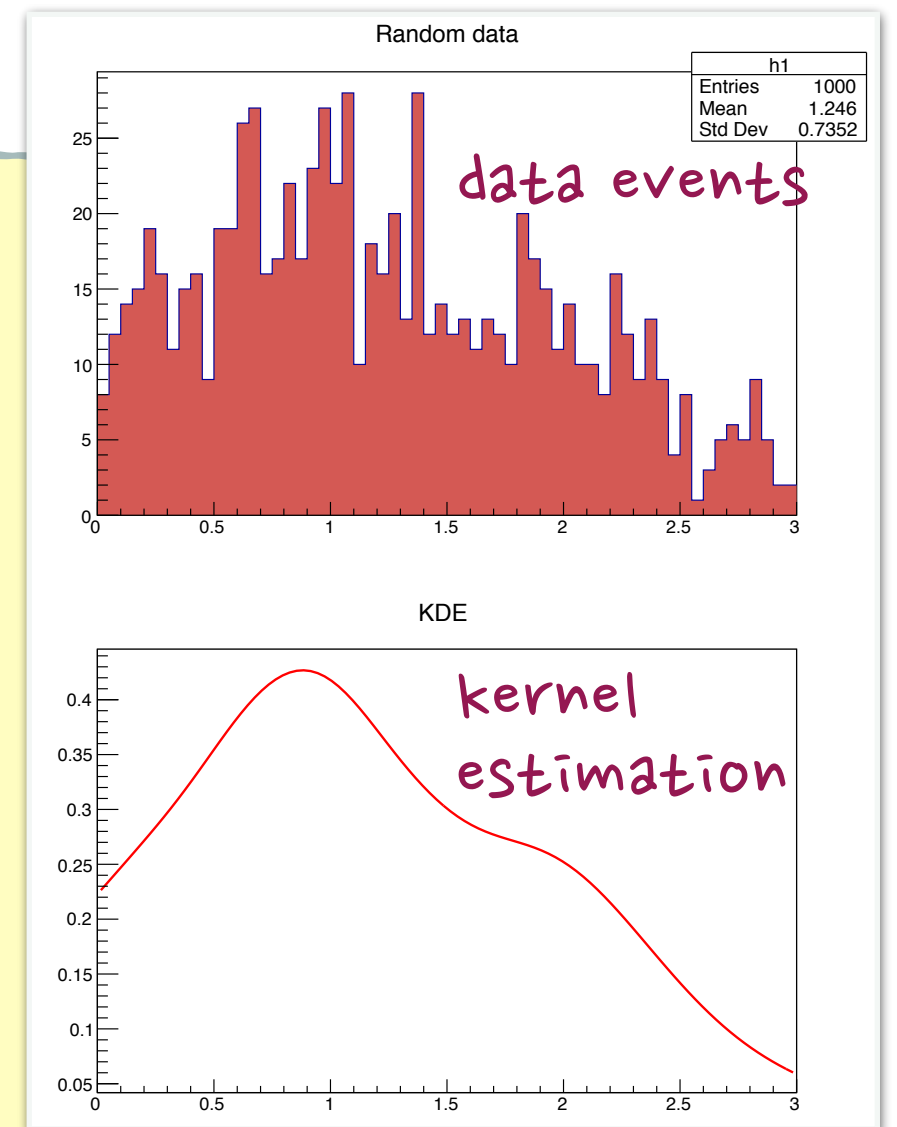 Random data
h1
Entries 1000
Mean 1.246
Std Dev 0.7352
data events
25
20
15
10
5
0
0 0.5 1 1.5 2 2.5 3
KDE
kernel
estimation
0.4
0.35
0.3
0.25
0.2
0.15
0.1
0.05
0 0.5 1 1.5 2 2.5 3